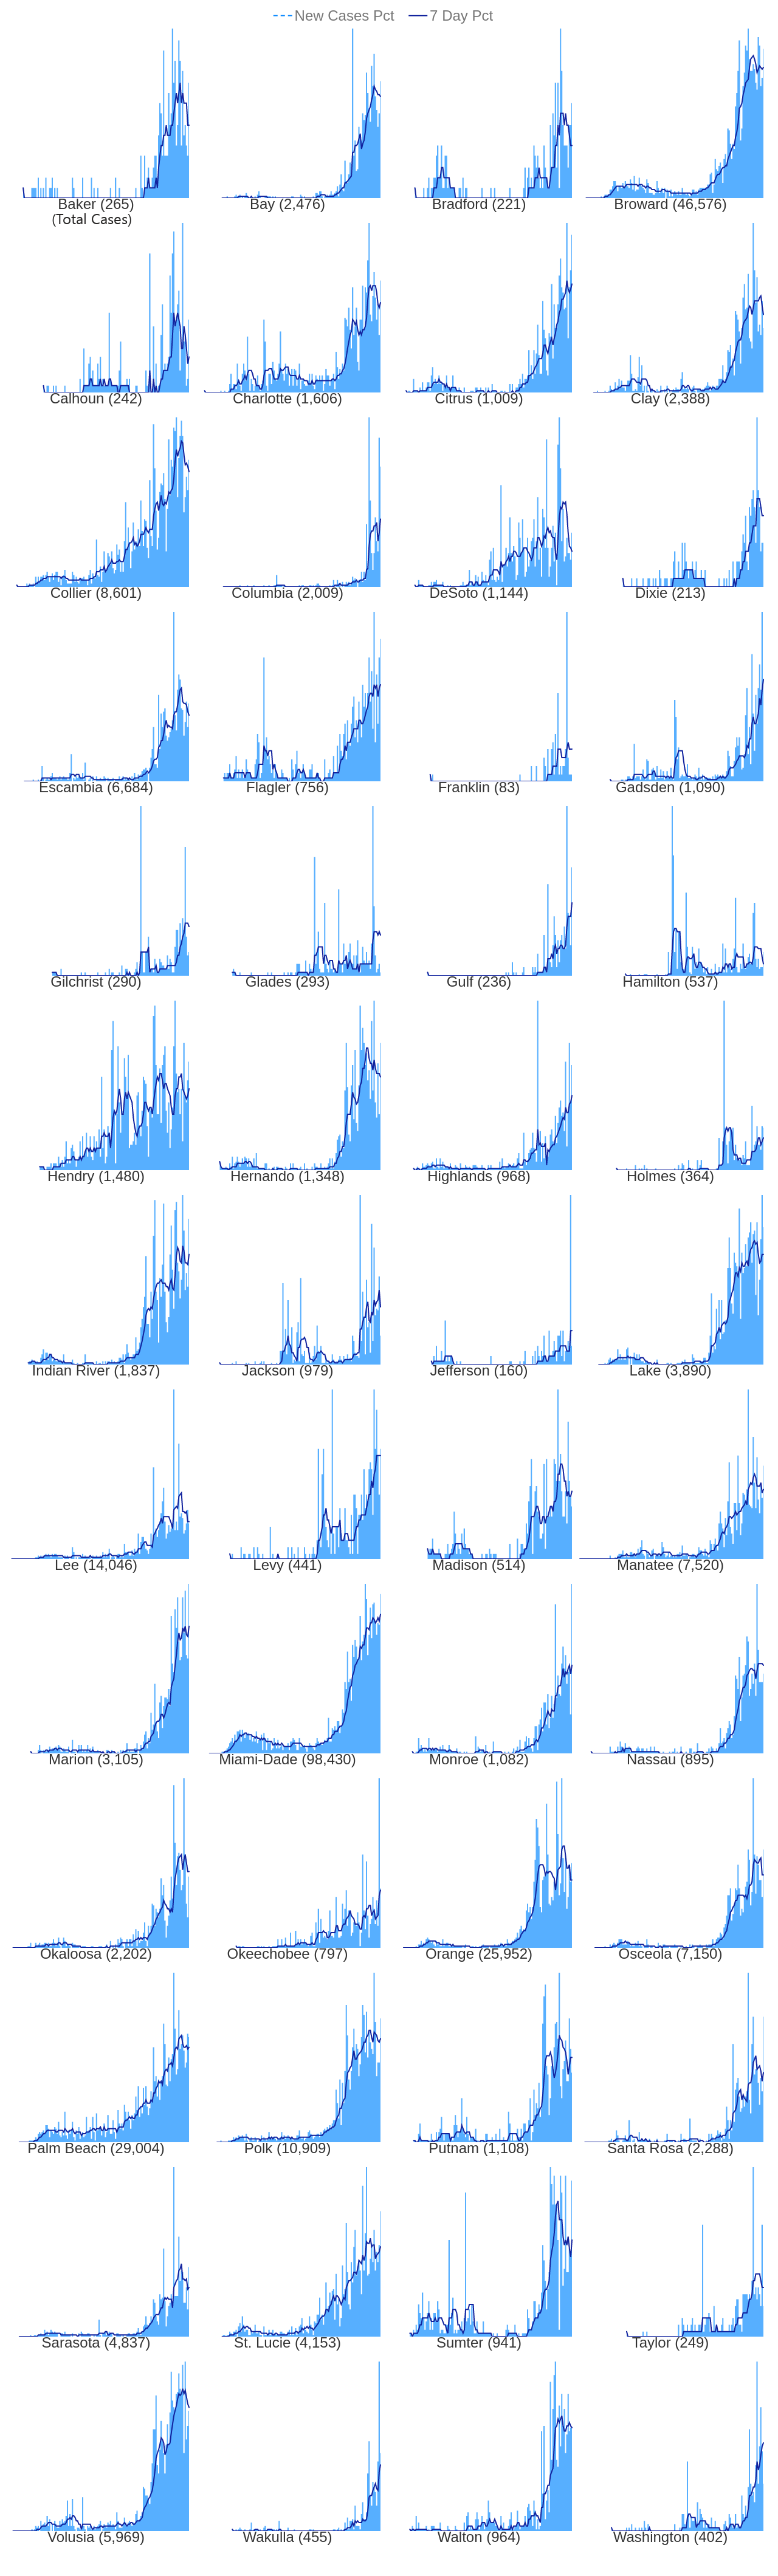 New Cases Pct 7 Day Pct
Baker (265) Bay (2,476) Bradford (221) Broward (46,576)
(Total Cases)
Calhoun (242) Charlotte (1,606) Citrus (1,009) Clay (2,388)
Collier (8,601) Columbia (2,009) DeSoto (1,144) Dixie (213)
Escambia (6,684) Flagler (756) Franklin (83) Gadsden (1,090)
Gilchrist (290) Glades (293) Gulf (236) Hamilton (537)
Hendry (1,480) Hernando (1,348) Highlands (968) Holmes (364)
Indian River (1,837) Jackson (979) Jefferson (160) Lake (3,890)
Lee (14,046) Levy (441) Madison (514) Manatee (7,520)
Marion (3,105) Miami-Dade (98,430) Monroe (1,082) Nassau (895)
Okaloosa (2,202) Okeechobee (797) Orange (25,952) Osceola (7,150)
Palm Beach (29,004) Polk (10,909) Putnam (1,108) Santa Rosa (2,288)
Sarasota (4,837) St. Lucie (4,153) Sumter (941) Taylor (249)
Volusia (5,969) Wakulla (455) Walton (964) Washington (402)